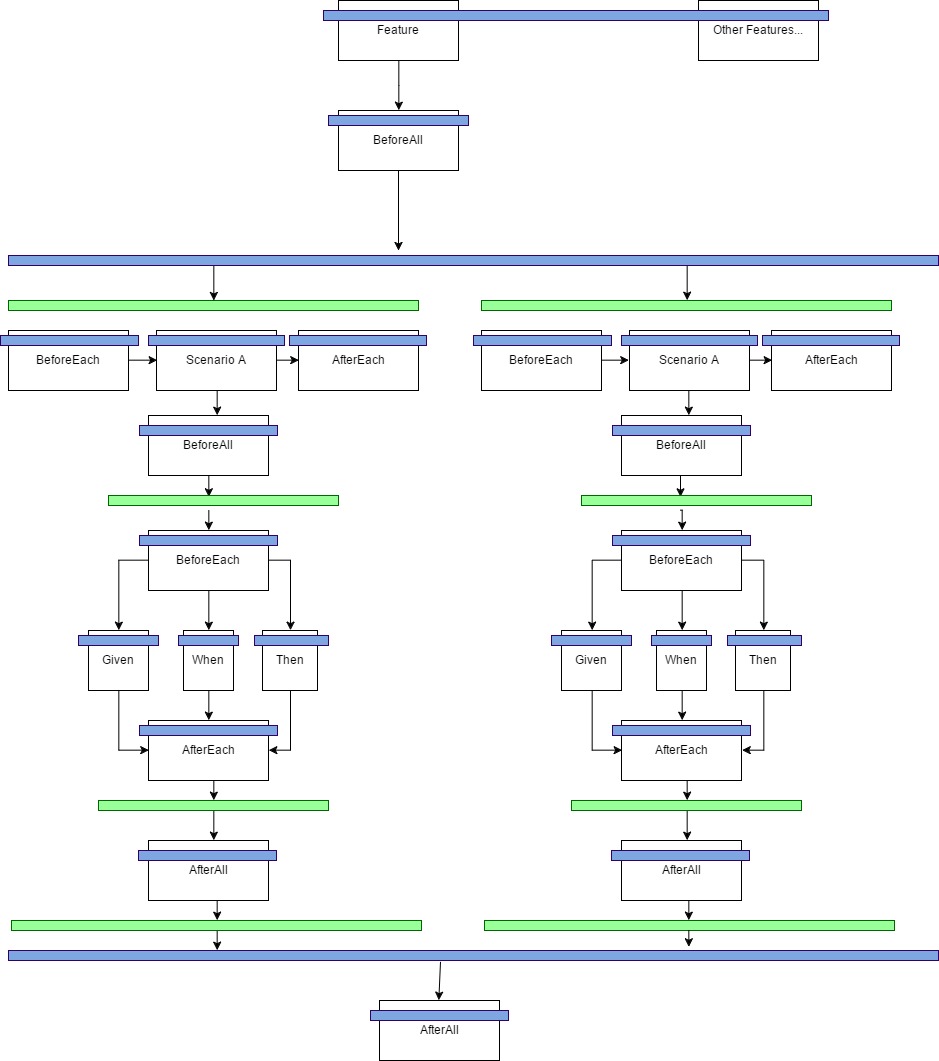 Feature
Other Features...
BeforeAll
BeforeEach
Scenario A
AfterEach
BeforeEach
Scenario A
AfterEach
BeforeAll
BeforeAll
BeforeEach
BeforeEach
Given
When
Then
Given
When
Then
AfterEach
AfterEach
AfterAll
AfterAll
AfterAll